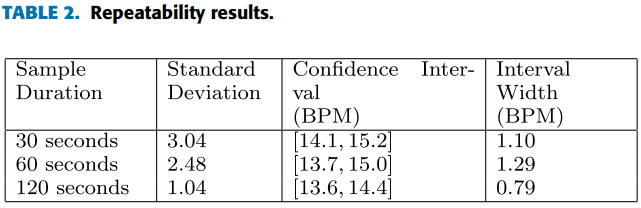 TABLE 2. Repeatability results.
Sample Duration Standard Deviation Confidence Inter-val (BPM) Interval Width (BPM)
30 seconds 3.04 [14.1, 15.2] 1.10
60 seconds 2.48 [13.7, 15.0] 1.29
120 seconds 1.04 [13.6, 14.4] 0.79